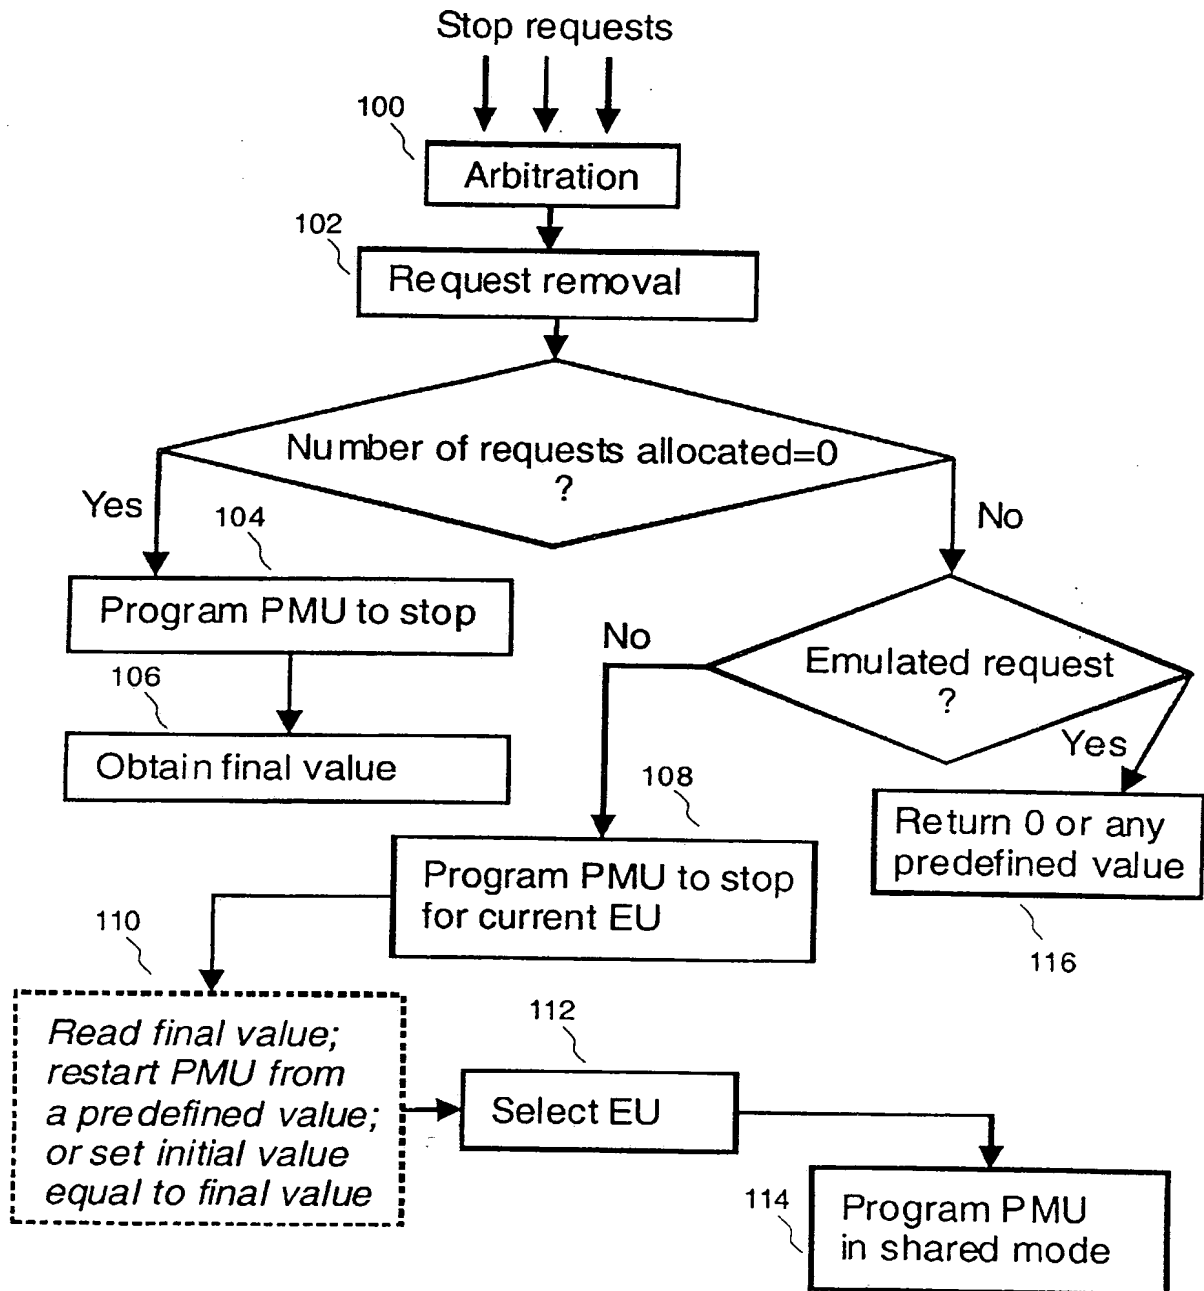 Stop requests
100
Arbitration
102
Request removal
Number of requests allocated=0
?
Yes
No
104
Program PMU to stop
106
Obtain final value
No
Emulated request
?
Yes
108
Program PMU to stop
for current EU
Return 0 or any
predefined value
116
110
Read final value;
restart PMU from
a predefined value;
or set initial value
equal to final value
112
Select EU
114
Program PMU
in shared mode